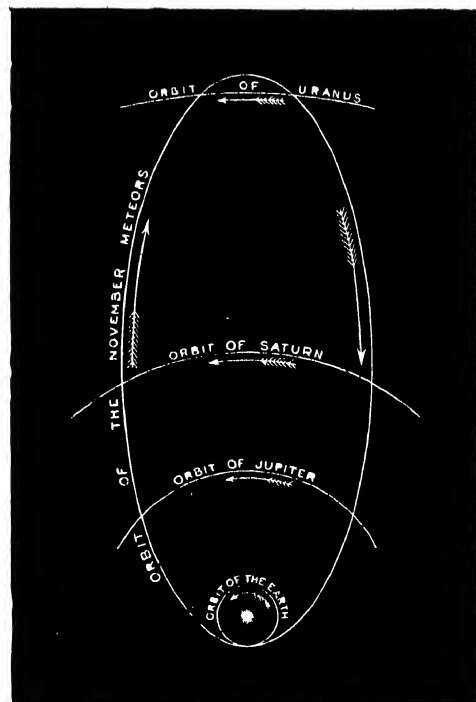 ORBIT OF URANUS
ORBIT OF THE NOVEMBER METEORS
ORBIT OF SATURN
ORBIT OF JUPITER
ORBIT OF THE EARTH